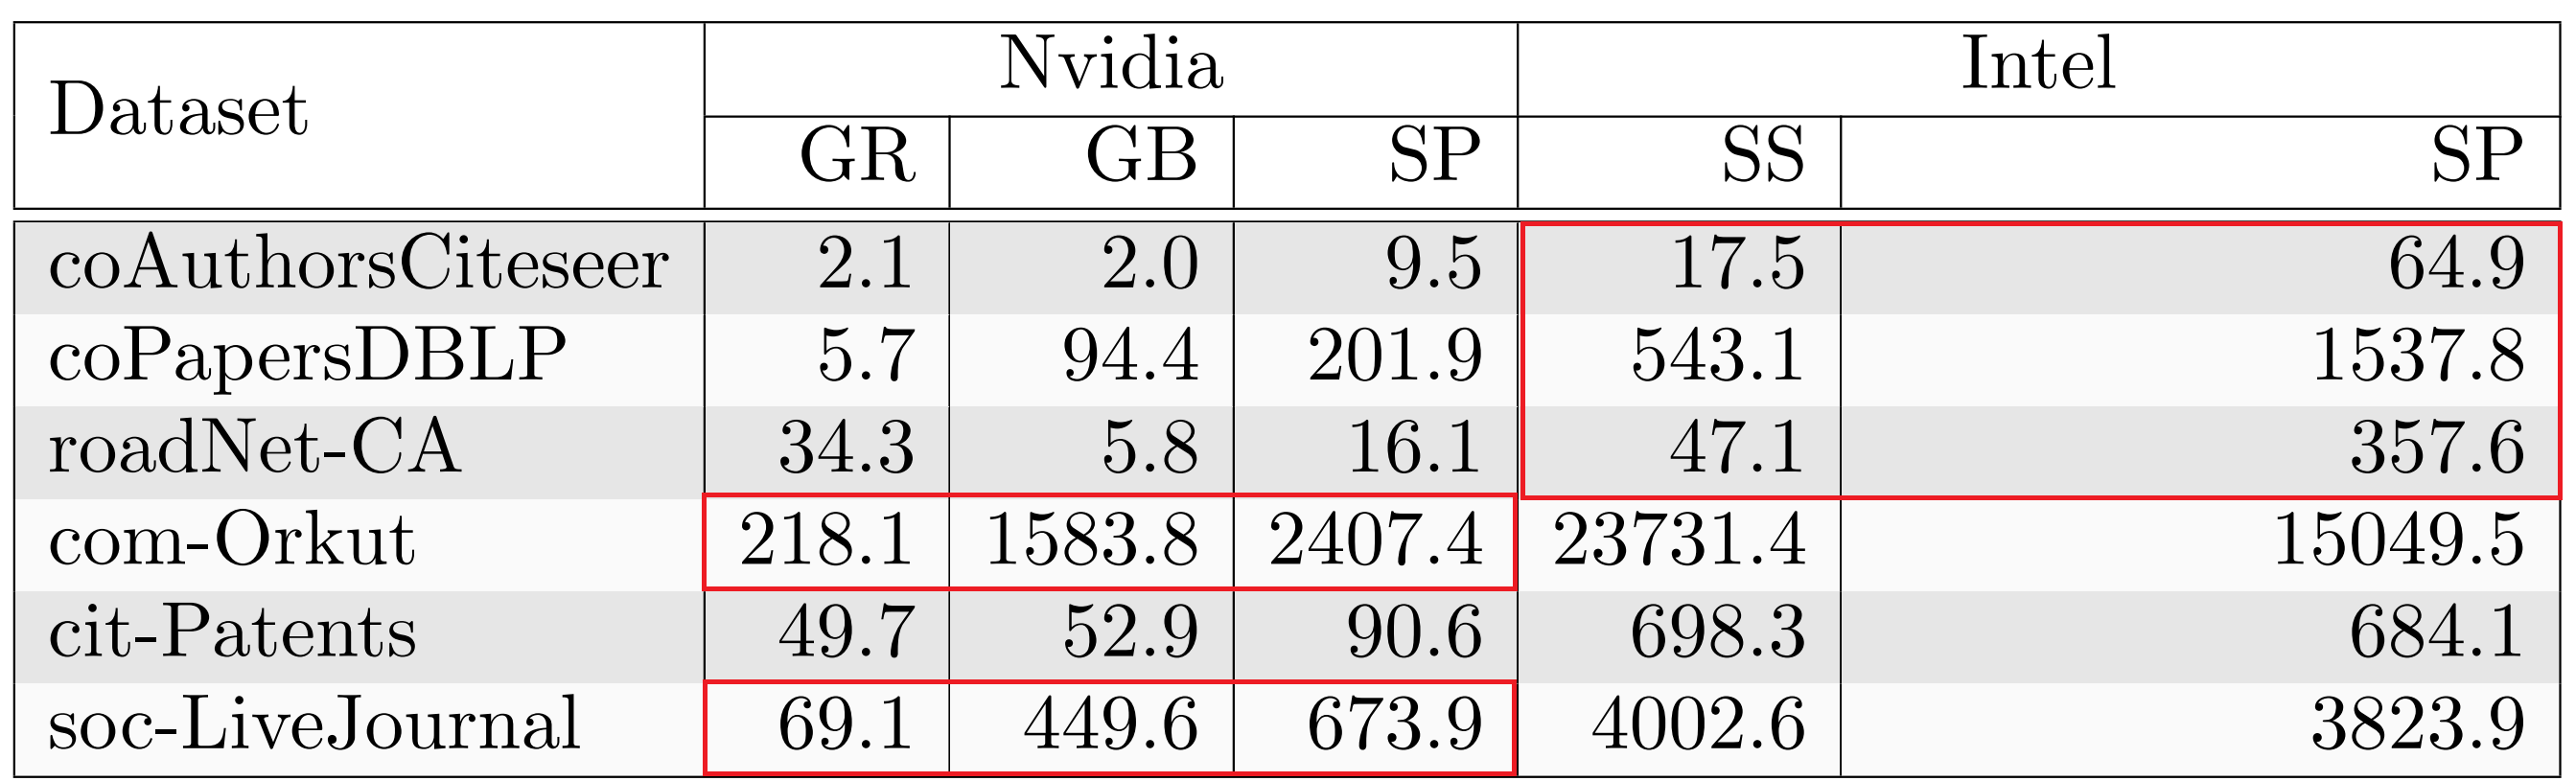 Dataset Nvidia Intel
GR GB SP SS SP
coAuthorsCiteseer 2.1 2.0 9.5 17.5 64.9
coPapersDBLP 5.7 94.4 201.9 543.1 1537.8
roadNet-CA 34.3 5.8 16.1 47.1 357.6
com-Orkut 218.1 1583.8 2407.4 23731.4 15049.5
cit-Patents 49.7 52.9 90.6 698.3 684.1
soc-LiveJournal 69.1 449.6 673.9 4002.6 3823.9